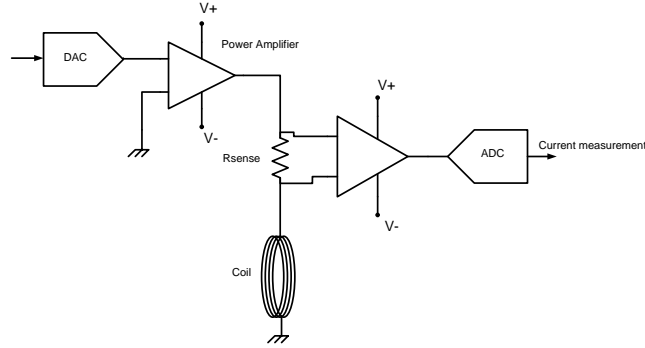 V+
Power Amplifier
DAC
V-
V+
Rsense
ADC
Current measurement
V-
Coil